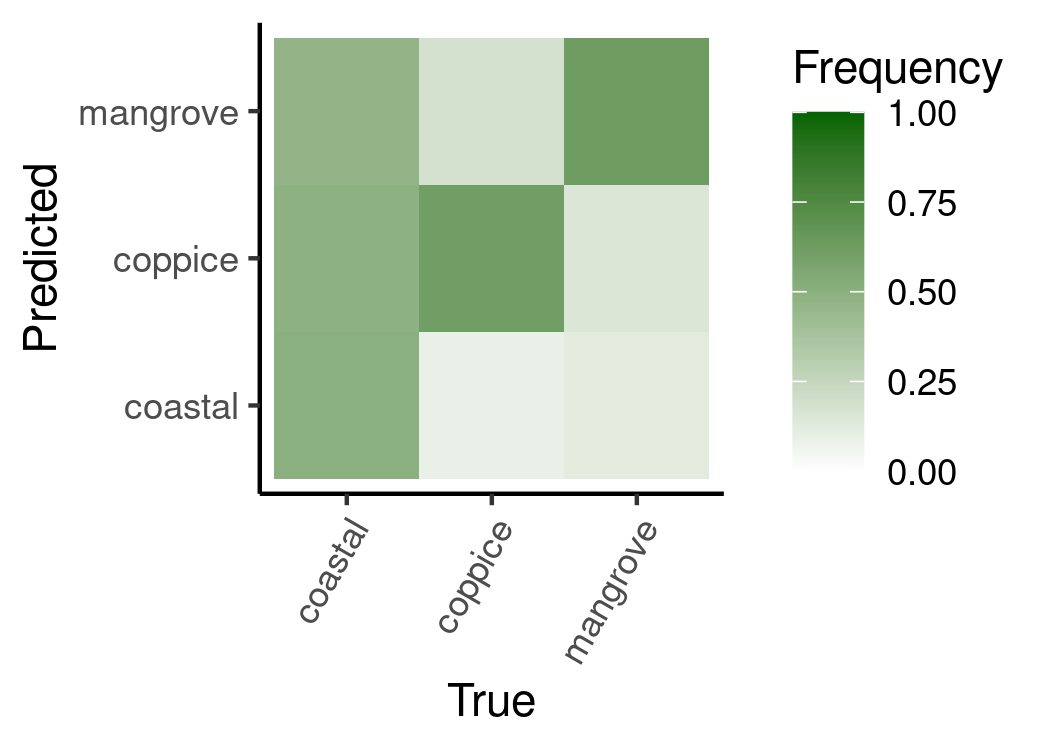 Frequency
1.00
0.75
0.50
0.25
0.00
Predicted
mangrove
coppice
coastal
coastal
coppice
mangrove
True